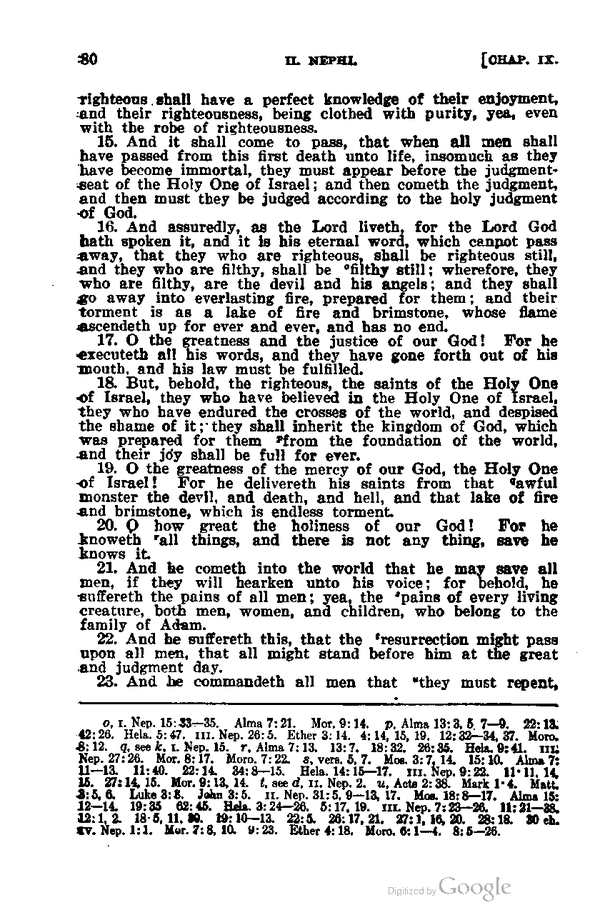 80 II. NEPHI. [CHAP. IX.
righteous shall have a perfect knowledge of their enjoyment,
and their righteousness, being clothed with purity, yea, even
with the robe of righteousness.
15. And it shall come to pass, that when all men shall
have passed from this first death unto life, insomuch as they
have become immortal, they must appear before the judgment-
seat of the Holy One of Israel; and then cometh the judgment,
and then must they be judged according to the holy judgment
of God.
16. And assuredly, as the Lord liveth, for the Lord God
hath spoken it, and it is his eternal word, which cannot pass
away, that they who are righteous, shall be righteous still,
and they who are filthy, shall be ᵒfilthy still; wherefore, they
who are filthy, are the devil and his angels; and they shall
go away into everlasting fire, prepared for them; and their
torment is as a lake of fire and brimstone, whose flame
ascendeth up for ever and ever, and has no end.
17. O the greatness and the justice of our God! For he
executeth all his words, and they have gone forth out of his
mouth, and his law must be fulfilled.
18. But, behold, the righteous, the saints of the Holy One
of Israel, they who have believed in the Holy One of Israel,
they who have endured the crosses of the world, and despised
the shame of it; they shall inherit the kingdom of God, which
was prepared for them ᵖfrom the foundation of the world,
and their joy shall be full for ever.
19. O the greatness of the mercy of our God, the Holy One
of Israel! For he delivereth his saints from that qawful
monster the devil, and death, and hell, and that lake of fire
and brimstone, which is endless torment.
20. O how great the holiness of our God! For he
knoweth ʳall things, and there is not any thing, save he
knows it.
21. And he cometh into the world that he may save all
men, if they will hearken unto his voice; for behold, he
suffereth the pains of all men; yea, the ˢpains of every living
creature, both men, women, and children, who belong to the
family of Adam.
22. And he suffereth this, that the ᵗresurrection might pass
upon all men, that all might stand before him at the great
and judgment day.
23. And he commandeth all men that ᵘthey must repent,
o, I. Nep. 15:33—35. Alma 7:21. Mor. 9:14. p, Alma 13:3, 5, 7—9. 22:13.
42:26. Hela. 5:47. III. Nep. 26:5. Ether 3:14. 4:14, 15, 19. 12:32—34, 37. Moro.
8:12. q, see k, I. Nep. 15. r, Alma 7:13. 13:7. 18:32. 26:35. Hela. 9:41. III.
Nep. 27:26. Mor. 8:17. Moro. 7:22. s, vers. 5, 7. Mos. 3:7, 14. 15:10. Alma 7:
11—13. 11:40. 22:14. 34:8—15. Hela. 14:15—17. III. Nep. 9:22. 11:11, 14,
15. 27:14, 15. Mor. 9:13, 14. t, see d, II. Nep. 2. u, Acts 2:38. Mark 1:4. Matt.
3:5, 6. Luke 3:8. John 3:5. II. Nep. 31:5, 9—13, 17. Mos. 18:8—17. Alma 15:
12—14. 19:35 62:45. Hela. 3:24—26. 5:17, 19. III. Nep. 7:23—26. 11:21—38.
12:1, 2. 18:5, 11, 30. 19:10—13. 22:5. 26:17, 21. 27:1, 16, 20. 28:18. 30 ch.
IV. Nep. 1:1. Mor. 7:8, 10. 9:23. Ether 4:18. Moro. 6:1—4. 8:5—26.
Digitized by Google